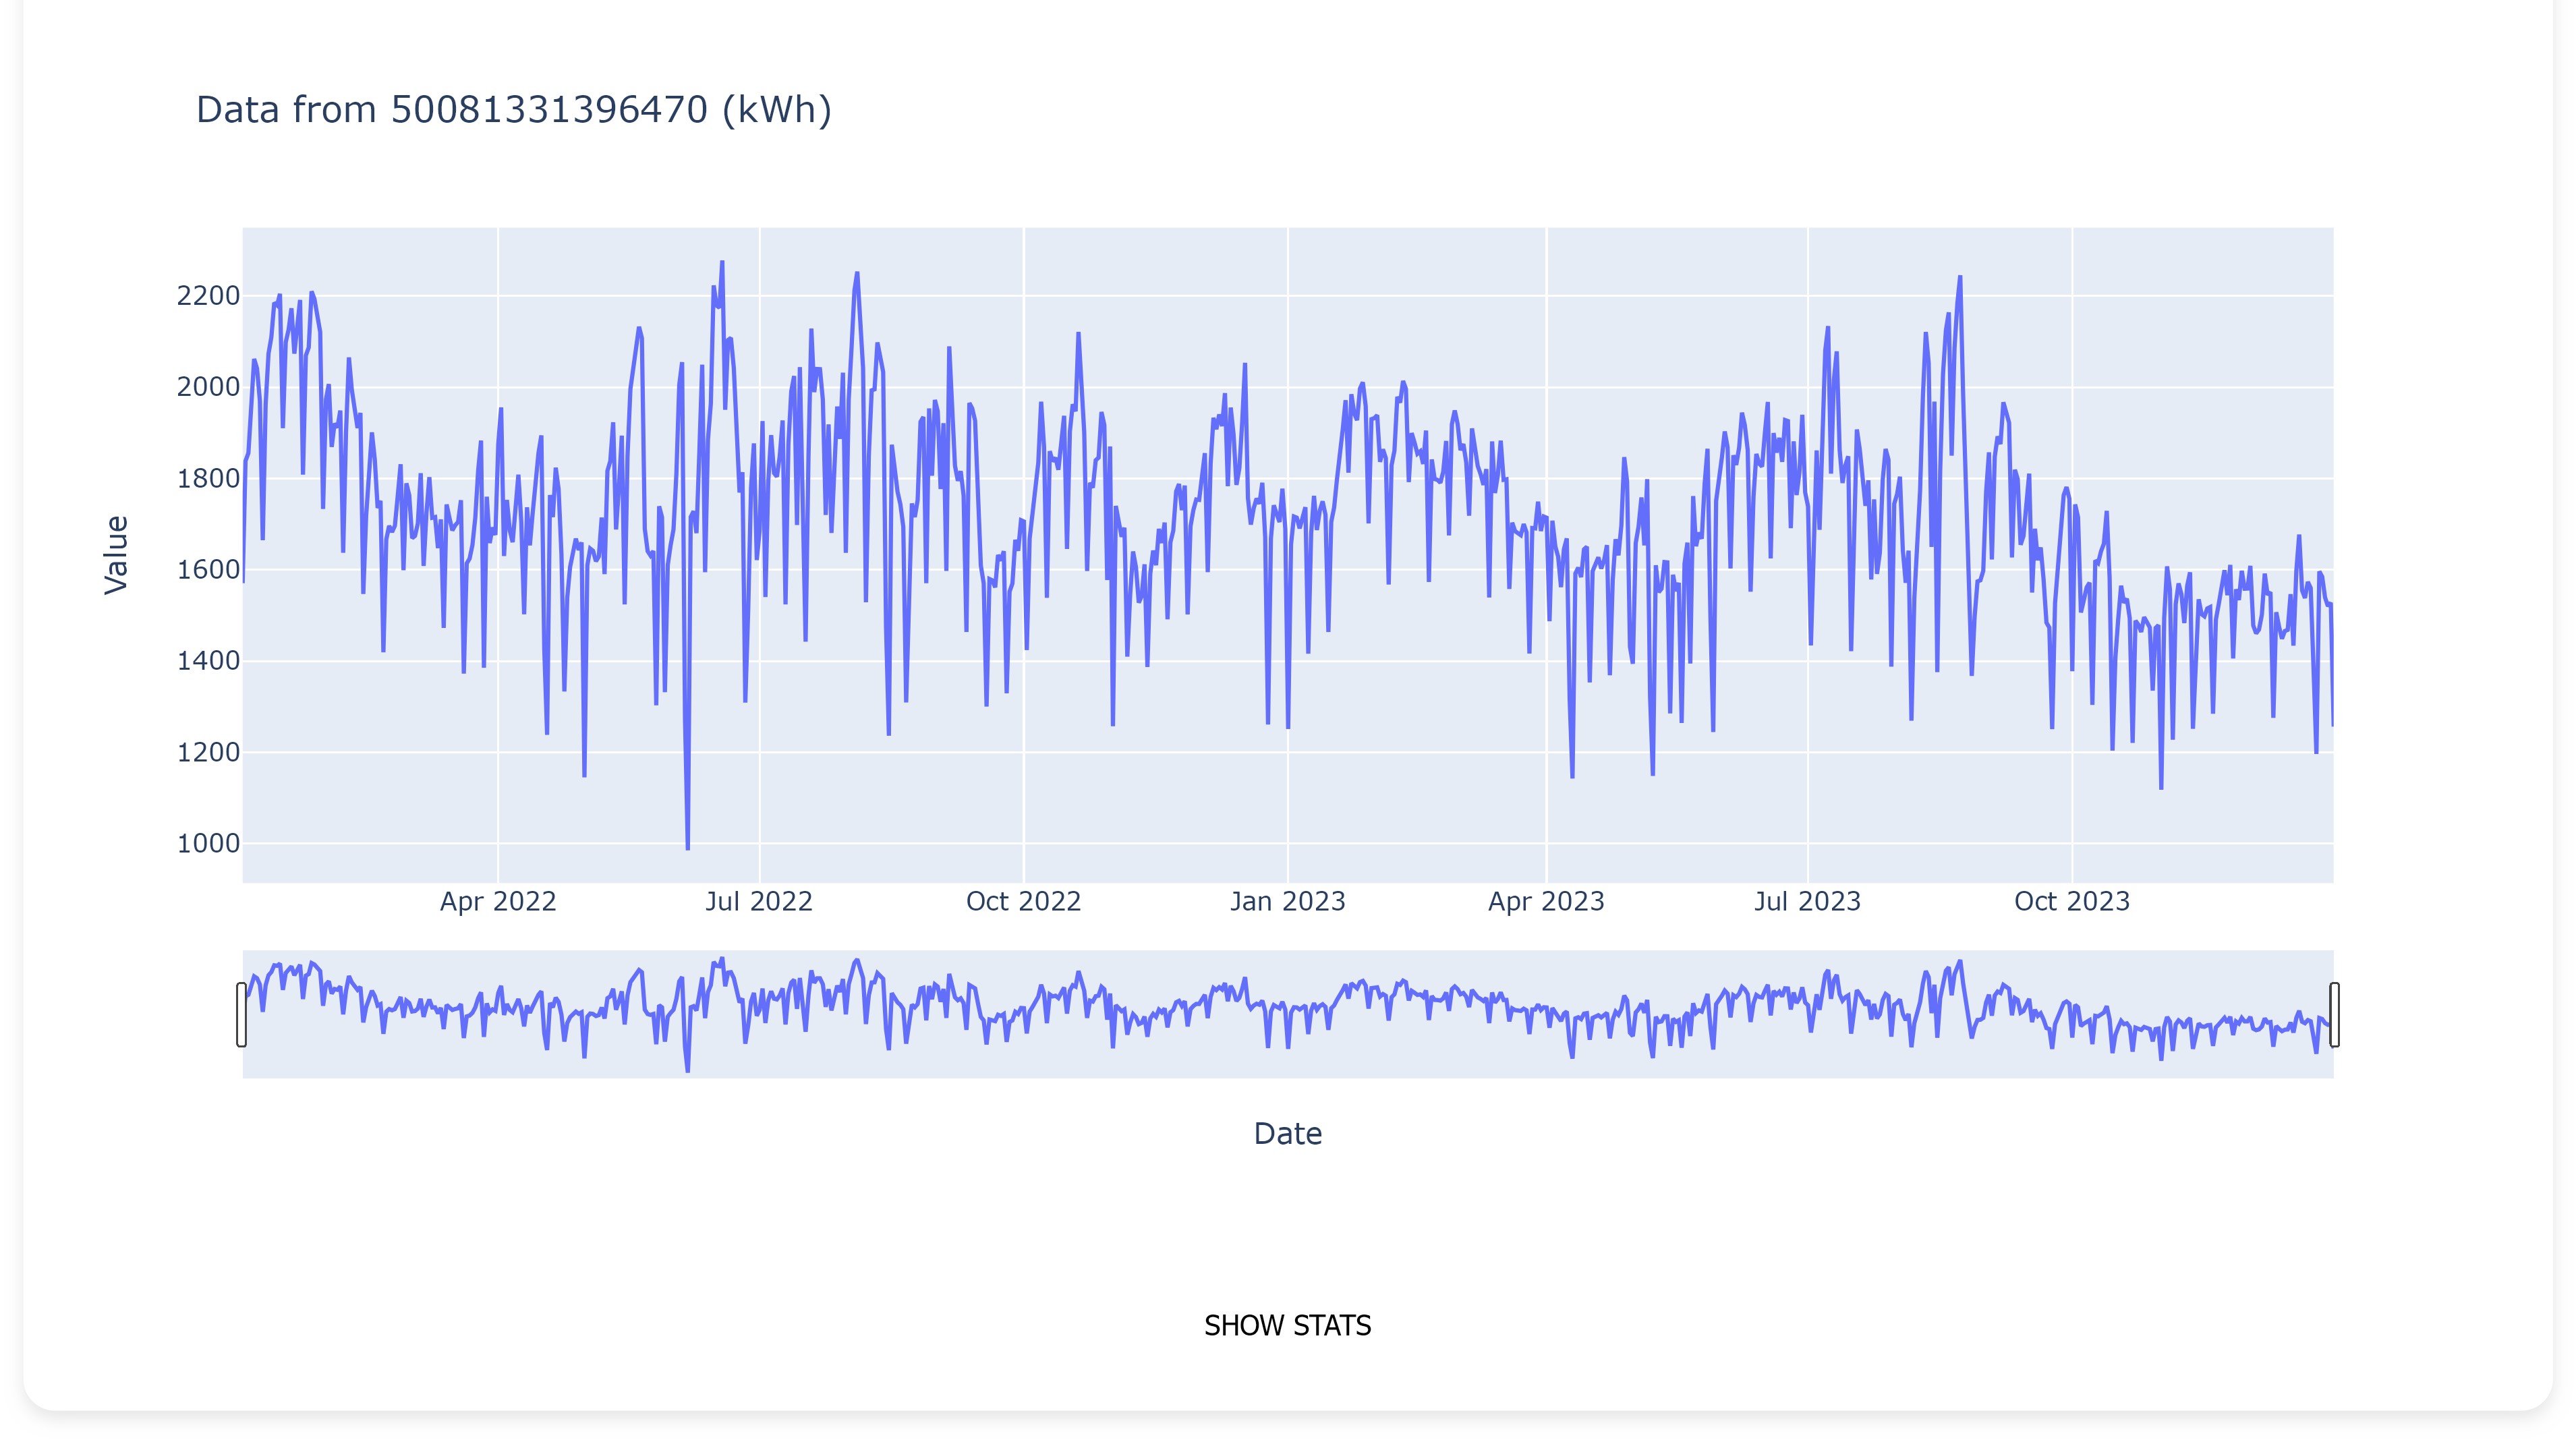 Data from 50081331396470 (kWh)
2200
2000
1800
1600
1400
1200
1000
Value
Apr 2022
Jul 2022
Oct 2022
Jan 2023
Apr 2023
Jul 2023
Oct 2023
Date
SHOW STATS